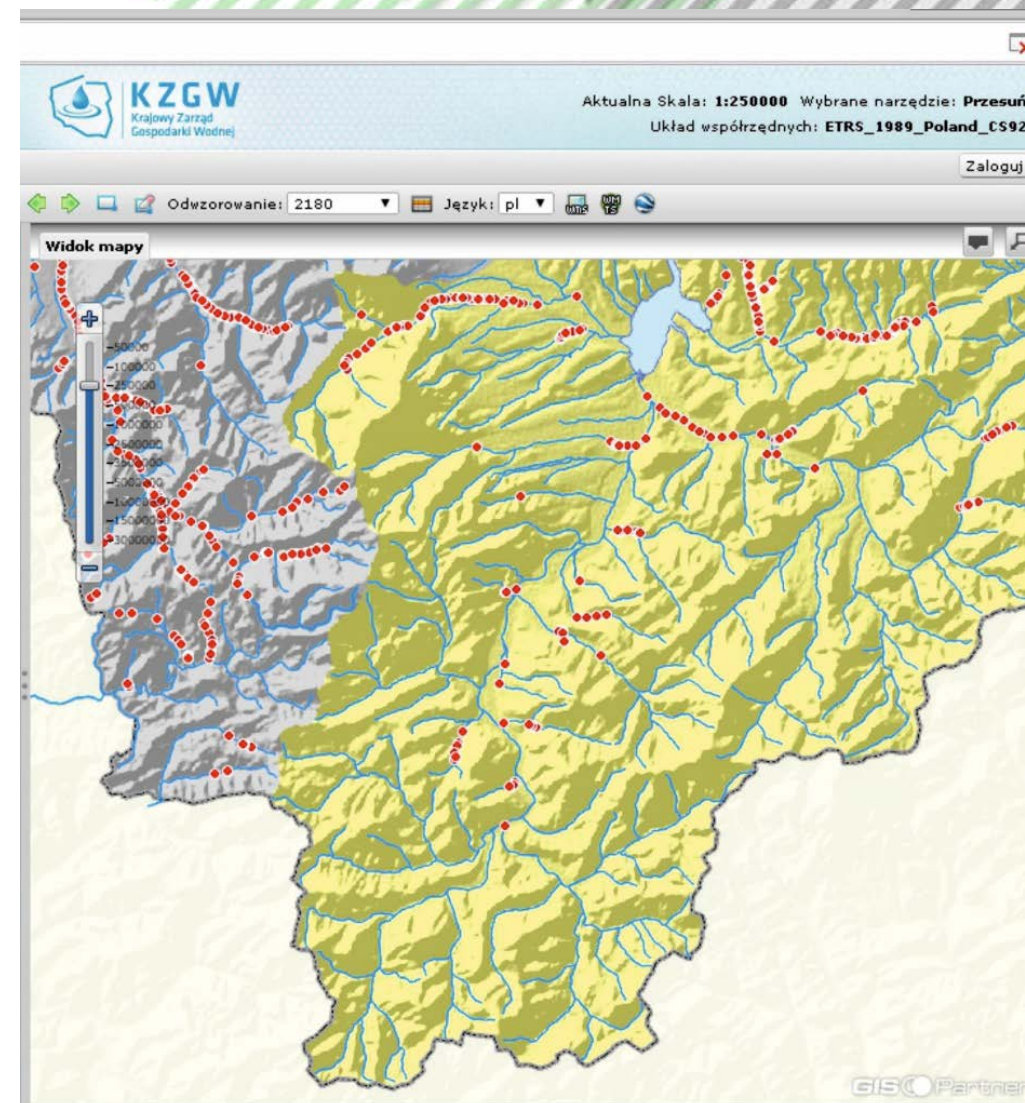 KZGW
Krajowy Zarząd
Gospodarki Wodnej
Aktualna Skala: 1:250000 Wybrane narzędzie: Przesuń
Układ współrzędnych: ETRS_1989_Poland_CS92
Zaloguj
Odwzorowanie: 2180 Język: pl
Widok mapy
-50000
-100000
-250000
GIS Partner